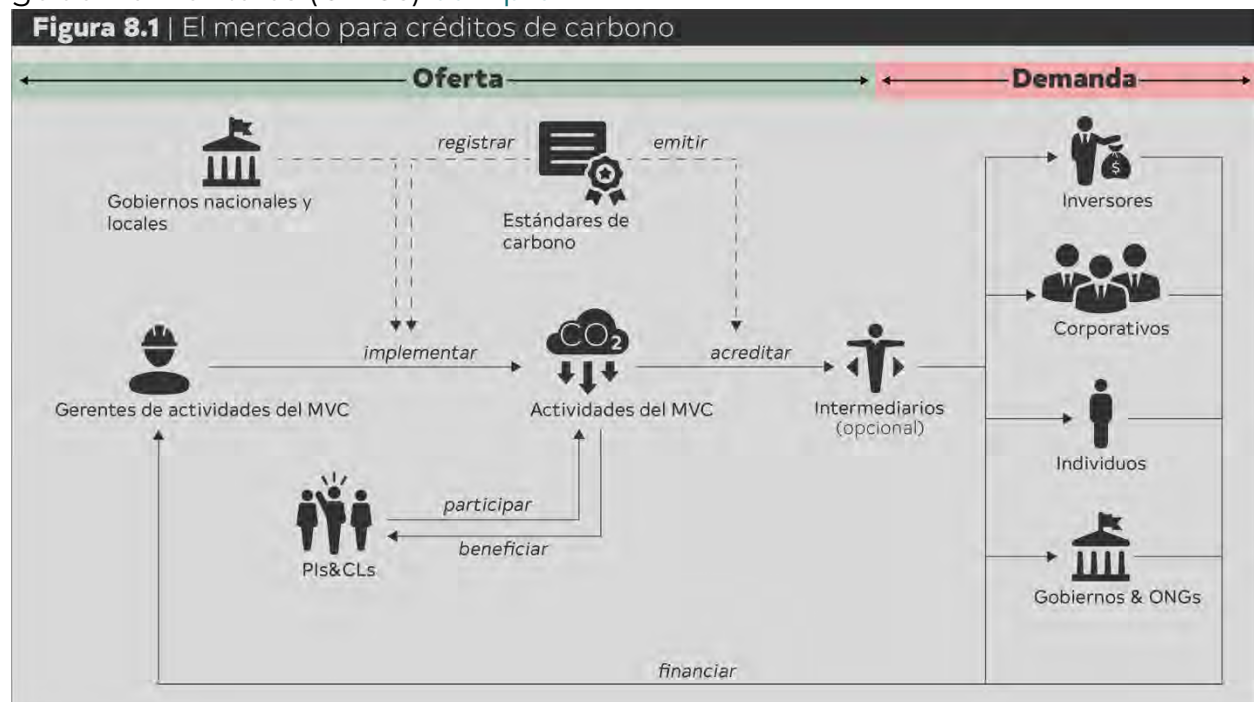 Figura 8.1 | El mercado para créditos de carbono
Oferta
Demanda
registrar
emitir
Gobiernos nacionales y
locales
Estándares de
carbono
Inversores
$
Corporativos
implementar
CO2
acreditar
Gerentes de actividades del MVC
Actividades del MVC
Intermediarios
(opcional)
Individuos
participar
beneficiar
PIs&CLs
Gobiernos & ONGs
financiar